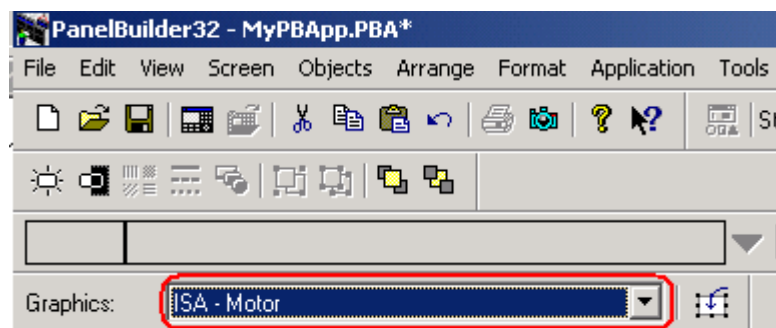 PanelBuilder32 - MyPBApp.PBA*
File Edit View Screen Objects Arrange Format Application Tools
Graphics: ISA - Motor